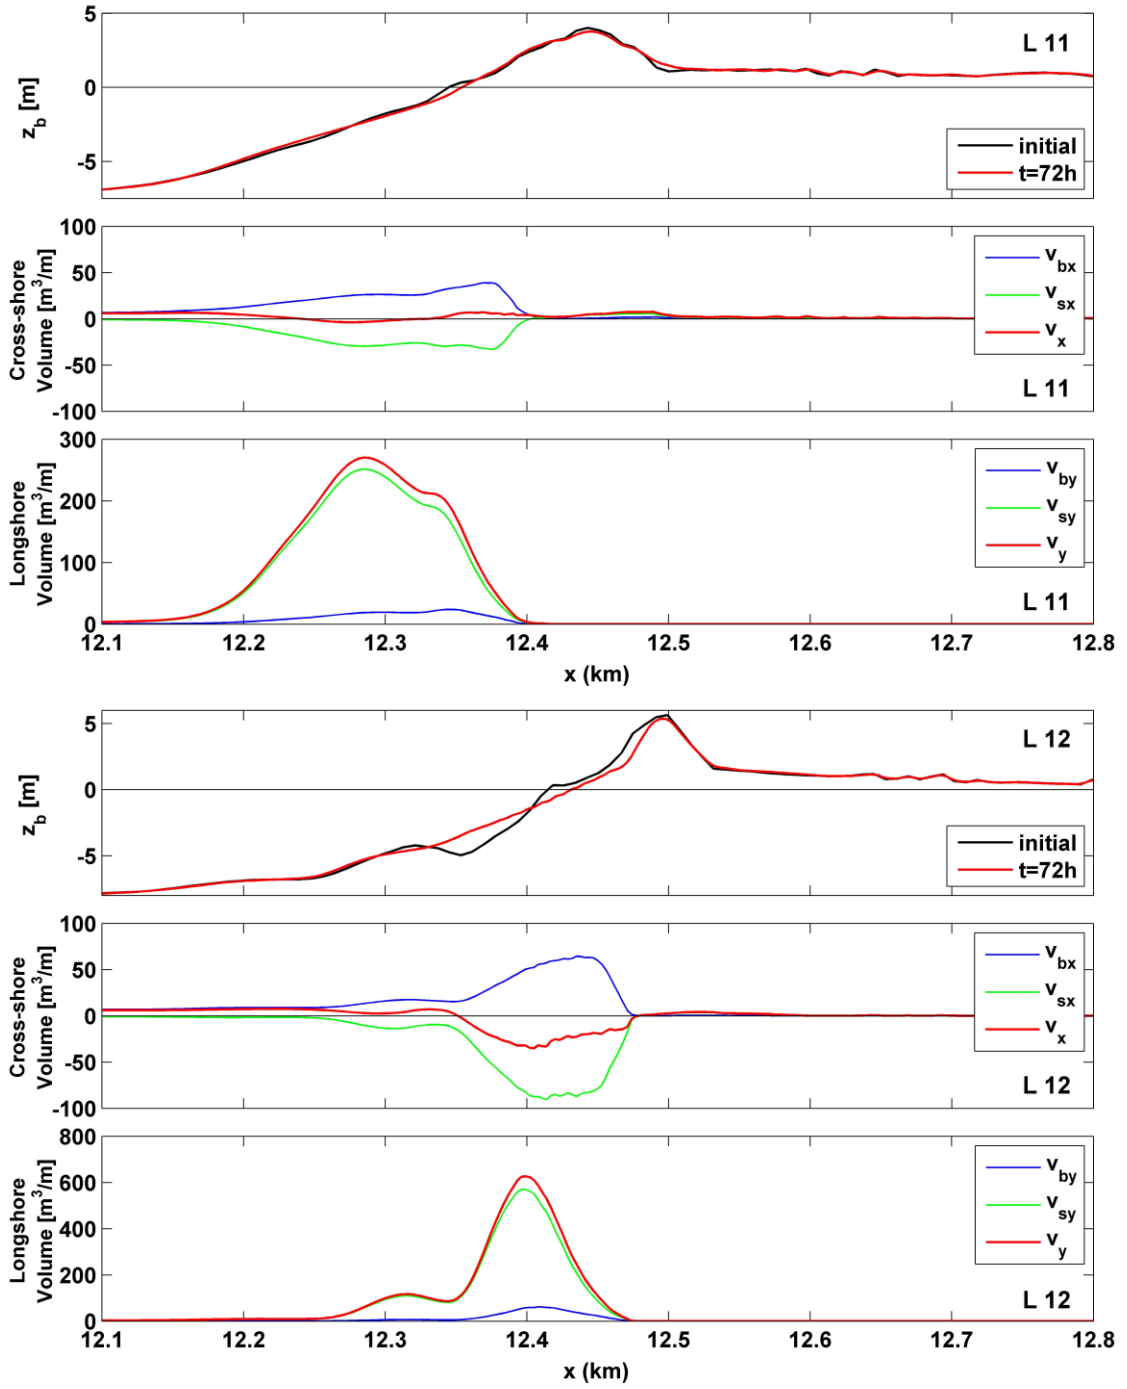 5
0
-5
z_b [m]
L 11
initial
t=72h
100
50
0
-50
-100
Cross-shore
Volume [m^3/m]
v_bx
v_sx
v_x
L 11
300
200
100
0
Longshore
Volume [m^3/m]
v_by
v_sy
v_y
L 11
12.1 12.2 12.3 12.4 12.5 12.6 12.7 12.8
x (km)
5
0
-5
z_b [m]
L 12
initial
t=72h
100
50
0
-50
-100
Cross-shore
Volume [m^3/m]
v_bx
v_sx
v_x
L 12
800
600
400
200
0
Longshore
Volume [m^3/m]
v_by
v_sy
v_y
L 12
12.1 12.2 12.3 12.4 12.5 12.6 12.7 12.8
x (km)